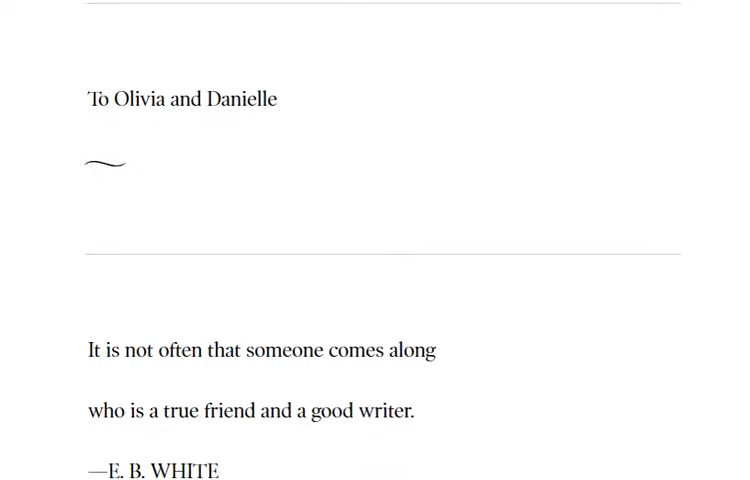 To Olivia and Danielle
It is not often that someone comes along
who is a true friend and a good writer.
—E. B. WHITE